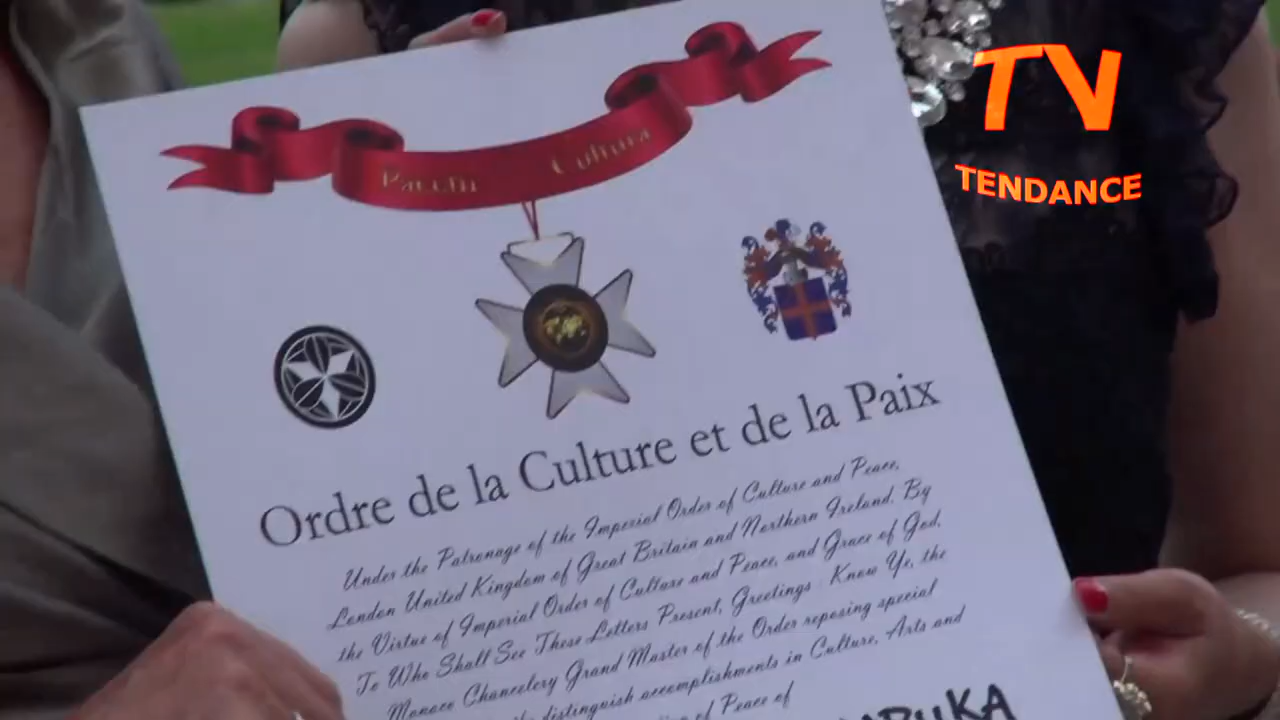 TV
TENDANCE
Cultura
Ordre de la Culture et de la Paix
Under the Patronage of the Imperial Order of Culture and Peace,
London United Kingdom of Great Britain and Northern Ireland. By
the Virtue of Imperial Order of Culture and Peace, and Grace of God,
To Who Shall See These Letters Present, Greetings : Know Ye, the
Monaco Chancelery Grand Master of the Order reposing special
the distinguish accomplishments in Culture, Arts and
of Peace of